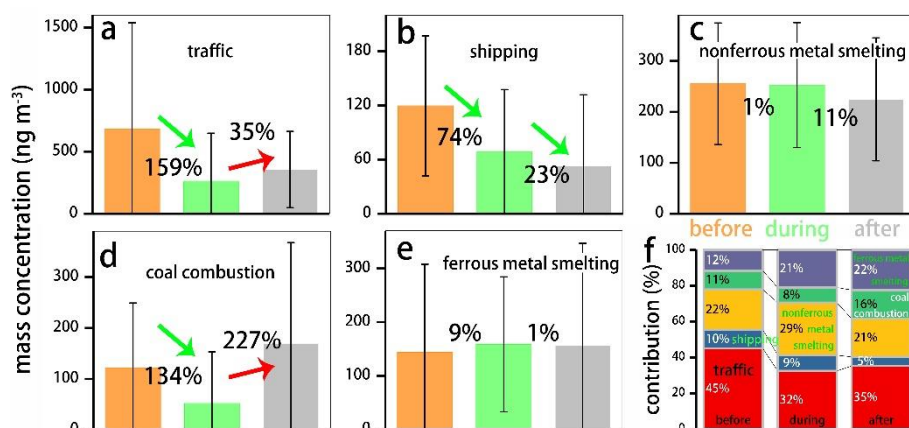 mass concentration (ng m⁻³)
a
traffic
1500
1000
500
0
159%
35%
b
shipping
180
120
60
0
74%
23%
c
nonferrous metal smelting
300
200
100
0
1%
11%
before during after
d
coal combustion
300
200
100
0
134%
227%
e
ferrous metal smelting
300
200
100
0
9%
1%
f
contribution (%)
100
80
60
40
20
0
12%
11%
22%
10% shipping
traffic
45%
before
21%
8%
nonferrous
29% metal
smelting
9%
32%
during
ferrous metal
22%
smelting
16% coal
combustion
21%
5%
35%
after